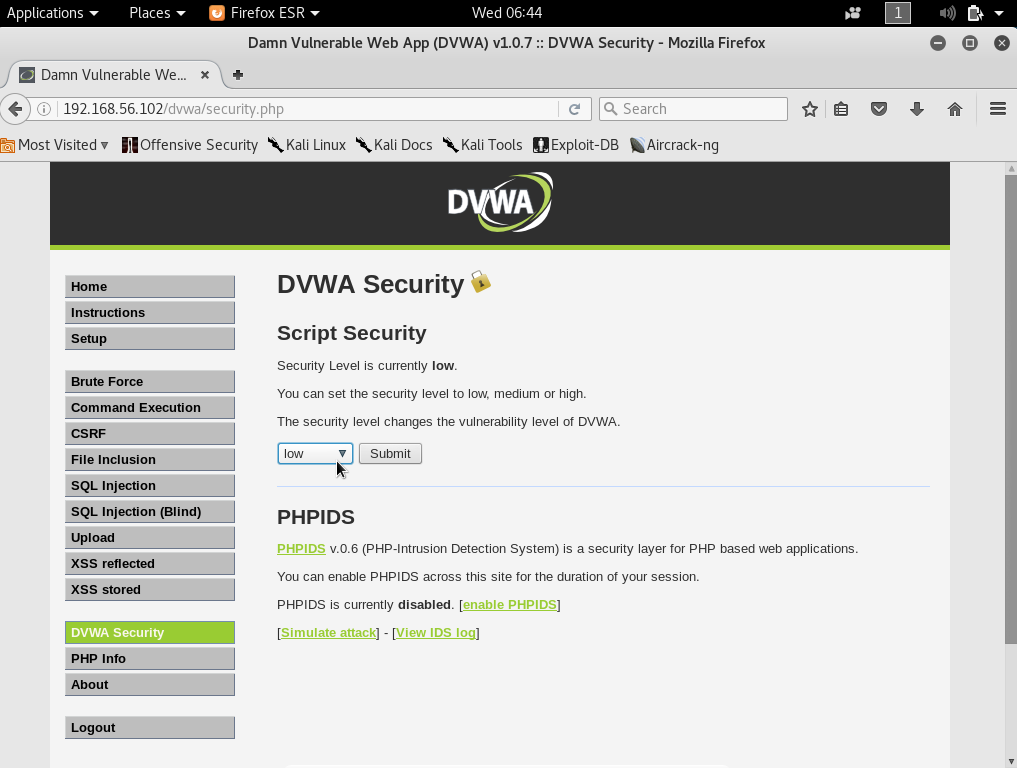 Applications Places Firefox ESR Wed 06:44 1
Damn Vulnerable Web App (DVWA) v1.0.7 :: DVWA Security - Mozilla Firefox
Damn Vulnerable We...
192.168.56.102/dvwa/security.php Search
Most Visited Offensive Security Kali Linux Kali Docs Kali Tools Exploit-DB Aircrack-ng
DVWA
Home
Instructions
Setup
Brute Force
Command Execution
CSRF
File Inclusion
SQL Injection
SQL Injection (Blind)
Upload
XSS reflected
XSS stored
DVWA Security
PHP Info
About
Logout
DVWA Security
Script Security
Security Level is currently low.
You can set the security level to low, medium or high.
The security level changes the vulnerability level of DVWA.
low Submit
PHPIDS
PHPIDS v.0.6 (PHP-Intrusion Detection System) is a security layer for PHP based web applications.
You can enable PHPIDS across this site for the duration of your session.
PHPIDS is currently disabled. [enable PHPIDS]
[Simulate attack] - [View IDS log]